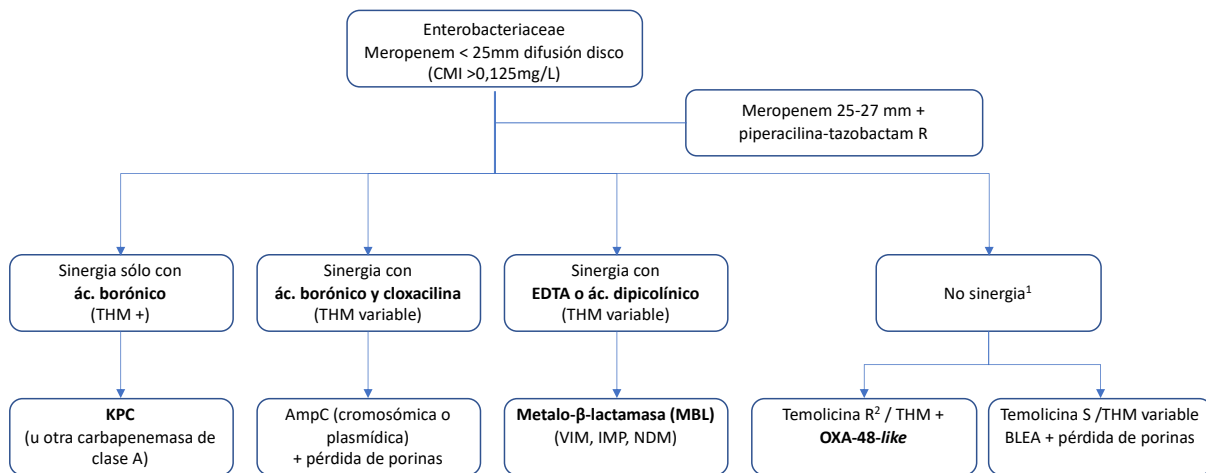 Enterobacteriaceae
Meropenem < 25mm difusión disco
(CMI >0,125mg/L)
Meropenem 25-27 mm +
piperacilina-tazobactam R
Sinergia sólo con
ác. borónico
(THM +)
Sinergia con
ác. borónico y cloxacilina
(THM variable)
Sinergia con
EDTA o ác. dipicolínico
(THM variable)
No sinergia¹
KPC
(u otra carbapenemasa de
clase A)
AmpC (cromosómica o
plasmídica)
+ pérdida de porinas
Metalo-β-lactamasa (MBL)
(VIM, IMP, NDM)
Temolicina R² / THM +
OXA-48-like
Temolicina S /THM variable
BLEA + pérdida de porinas